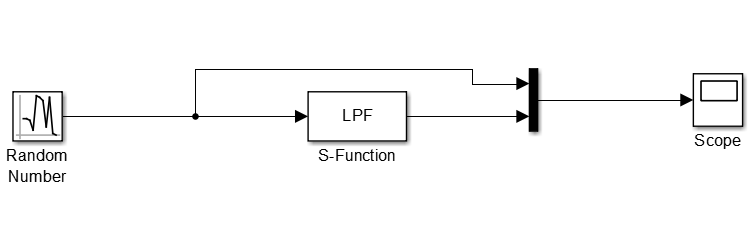 LPF
Random
Number
S-Function
Scope